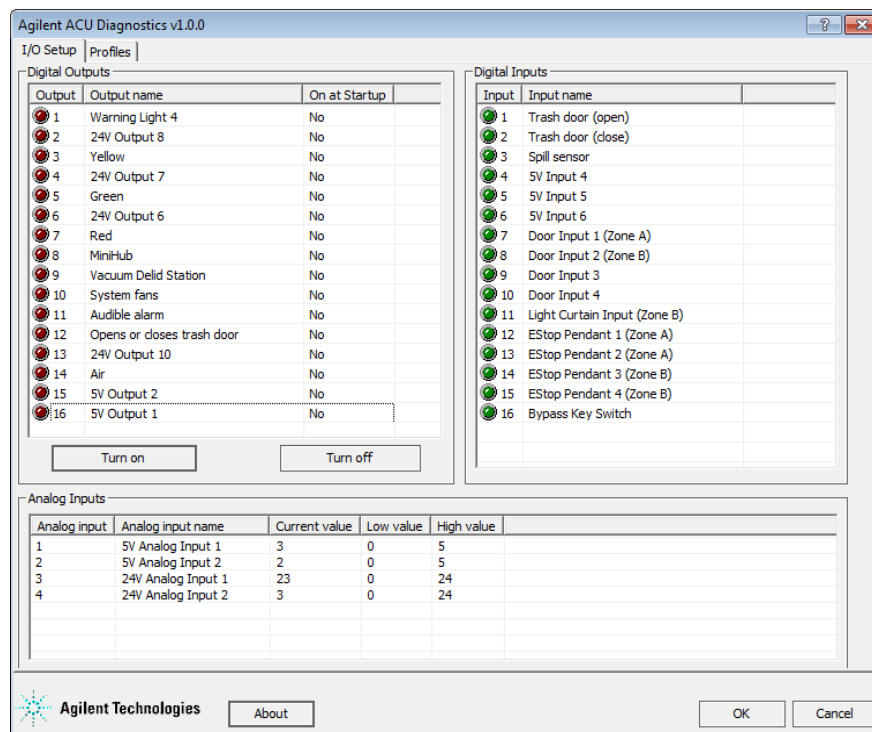 Agilent ACU Diagnostics v1.0.0
I/O Setup Profiles
Digital Outputs
Output Output name On at Startup
1 Warning Light 4 No
2 24V Output 8 No
3 Yellow No
4 24V Output 7 No
5 Green No
6 24V Output 6 No
7 Red No
8 MiniHub No
9 Vacuum Delid Station No
10 System fans No
11 Audible alarm No
12 Opens or closes trash door No
13 24V Output 10 No
14 Air No
15 5V Output 2 No
16 5V Output 1 No
Turn on Turn off
Digital Inputs
Input Input name
1 Trash door (open)
2 Trash door (close)
3 Spill sensor
4 5V Input 4
5 5V Input 5
6 5V Input 6
7 Door Input 1 (Zone A)
8 Door Input 2 (Zone B)
9 Door Input 3
10 Door Input 4
11 Light Curtain Input (Zone B)
12 EStop Pendant 1 (Zone A)
13 EStop Pendant 2 (Zone A)
14 EStop Pendant 3 (Zone B)
15 EStop Pendant 4 (Zone B)
16 Bypass Key Switch
Analog Inputs
Analog input Analog input name Current value Low value High value
1 5V Analog Input 1 3 0 5
2 5V Analog Input 2 2 0 5
3 24V Analog Input 1 23 0 24
4 24V Analog Input 2 3 0 24
Agilent Technologies About OK Cancel